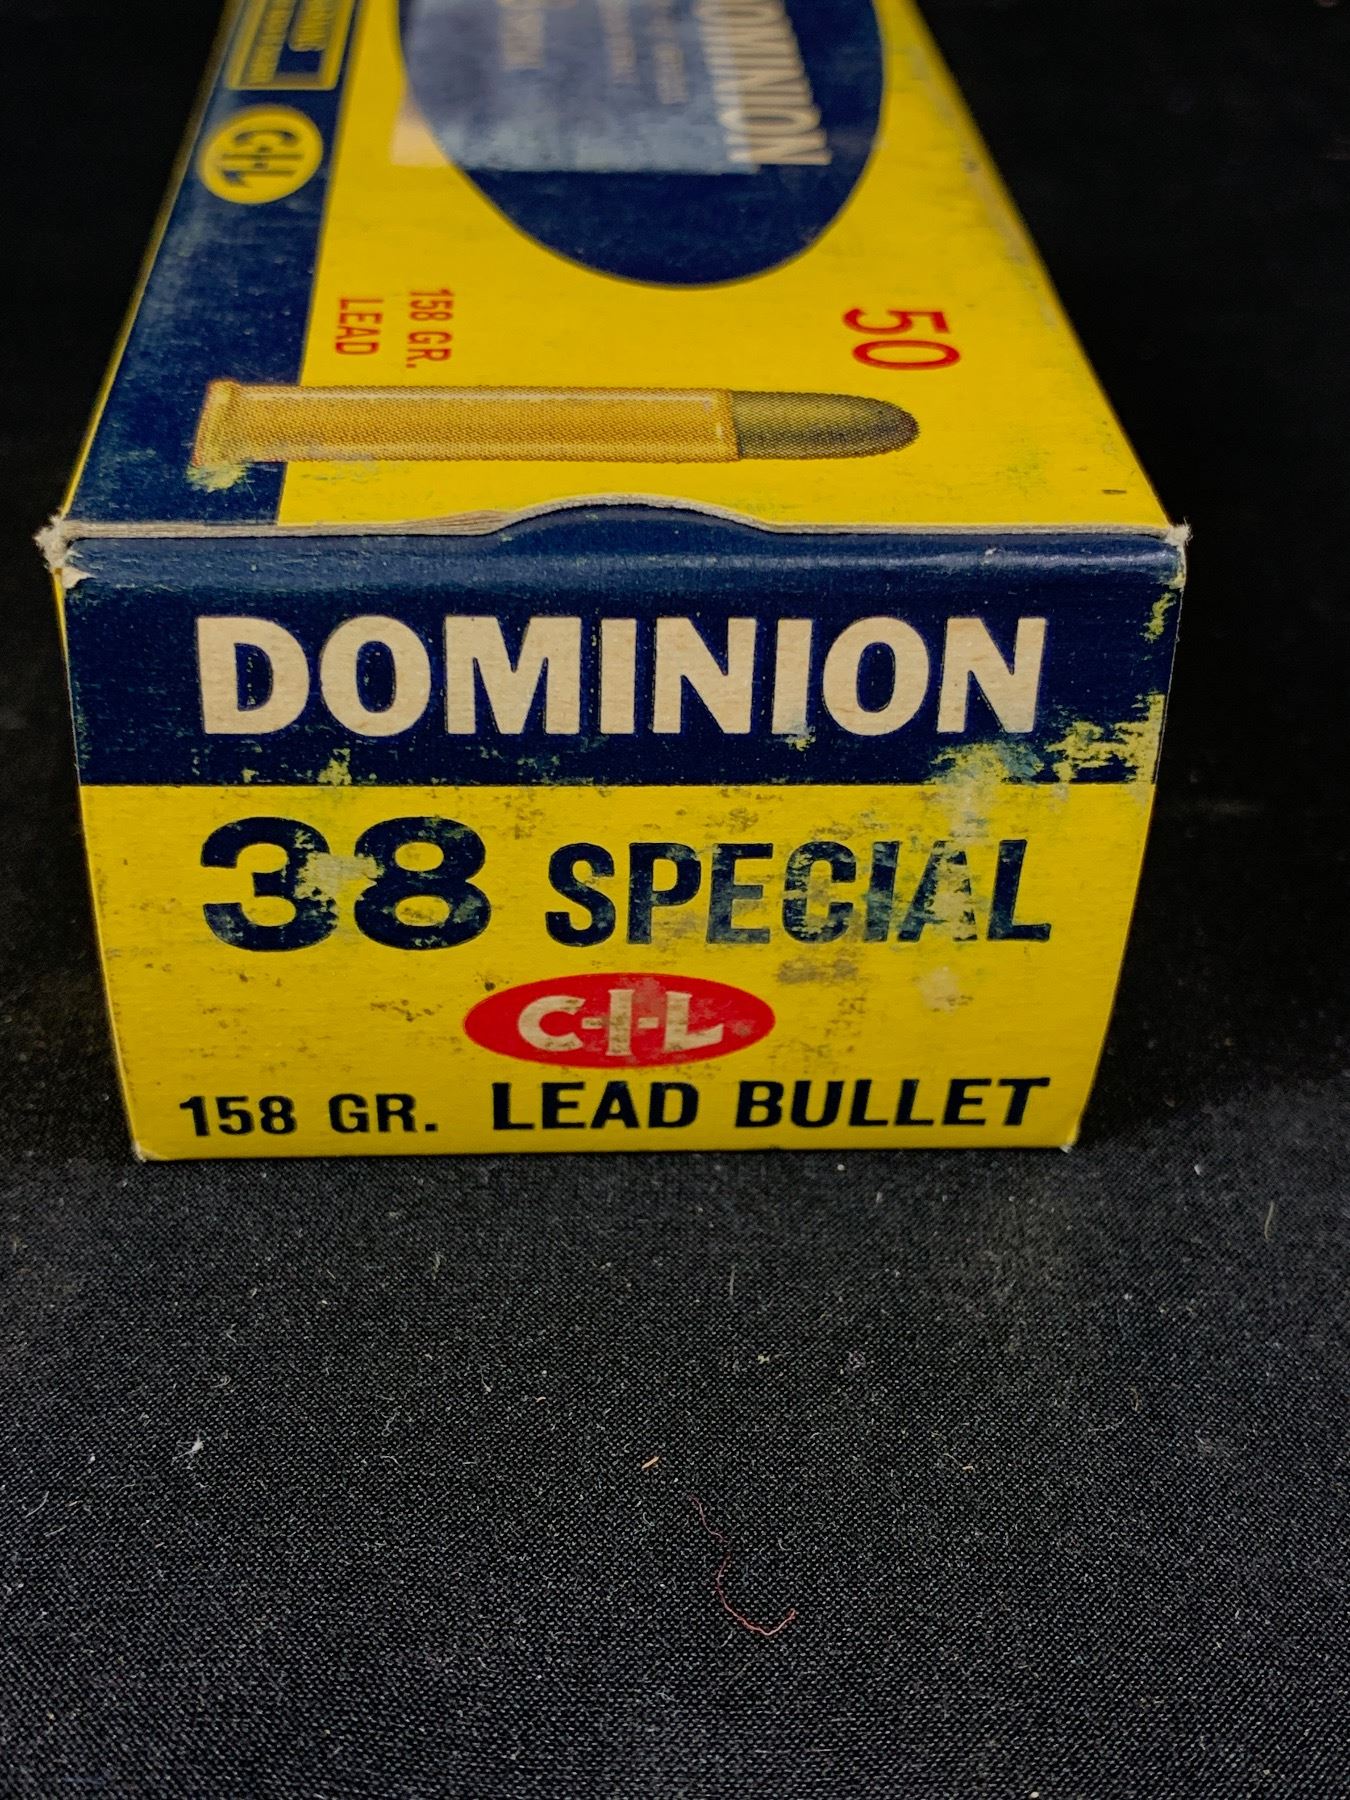 DOMINION
C-I-L
158 GR.
LEAD
50
DOMINION
38 SPECIAL
C-I-L
158 GR. LEAD BULLET